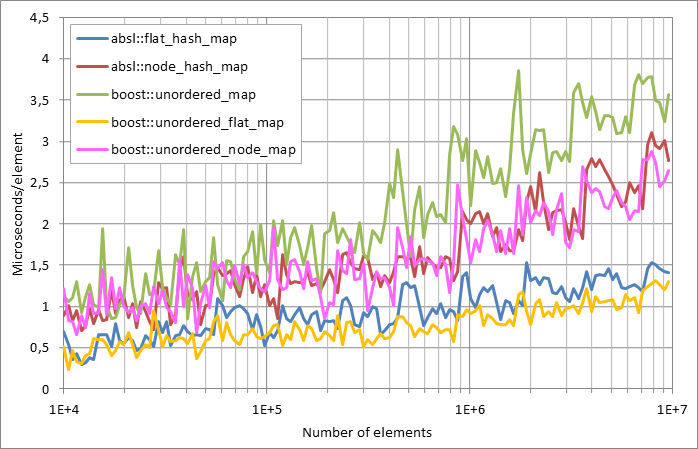 4,5
4
3,5
3
2,5
2
1,5
1
0,5
0
Microseconds/element
absl::flat_hash_map
absl::node_hash_map
boost::unordered_map
boost::unordered_flat_map
boost::unordered_node_map
1E+4 1E+5 1E+6 1E+7
Number of elements